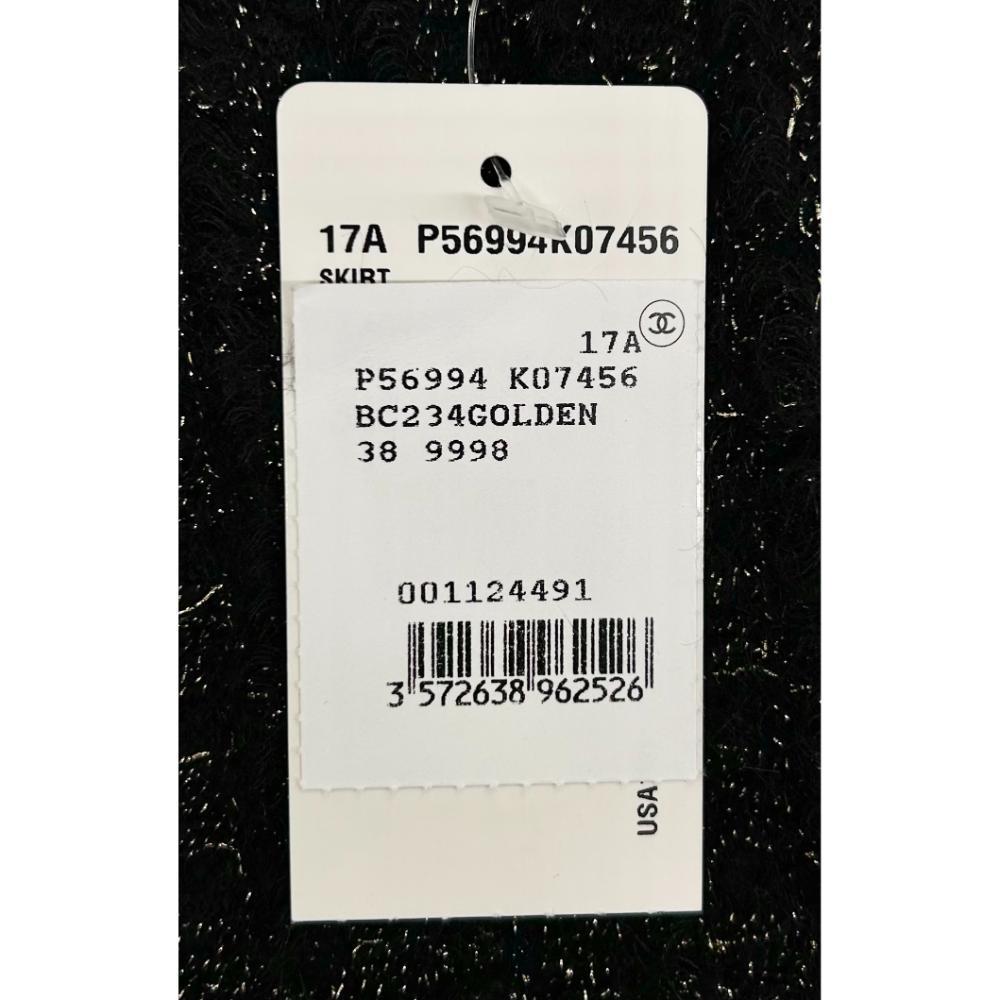 17A P56994K07456
SKIRT
17A
P56994 K07456
BC234GOLDEN
38 9998
001124491
3 572638 962526
USA